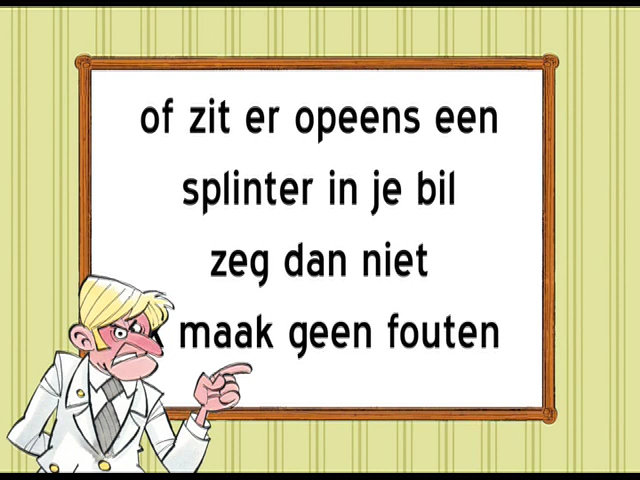 of zit er opeens een
splinter in je bil
zeg dan niet
maak geen fouten